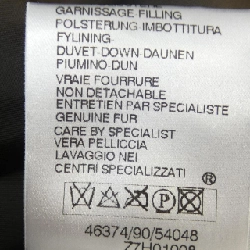 GARNISSAGE FILLING
POLSTERUNG-IMBOTTITURA
FYLINING
DUVET-DOWN-DAUNEN
PIUMINO-DUN
VRAIE FOURRURE
NON DETACHABLE
ENTRETIEN PAR SPECIALISTE
GENUINE FUR
CARE BY SPECIALIST
VERA PELLICCIA
LAVAGGIO NEI
CENTRI SPECIALIZZATI
®
P
46374/90/54048